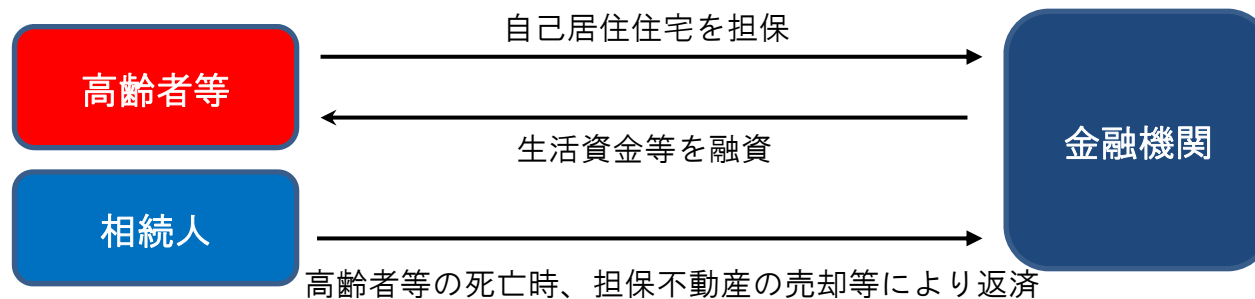 自己居住住宅を担保
高齢者等
生活資金等を融資
金融機関
相続人
高齢者等の死亡時、担保不動産の売却等により返済